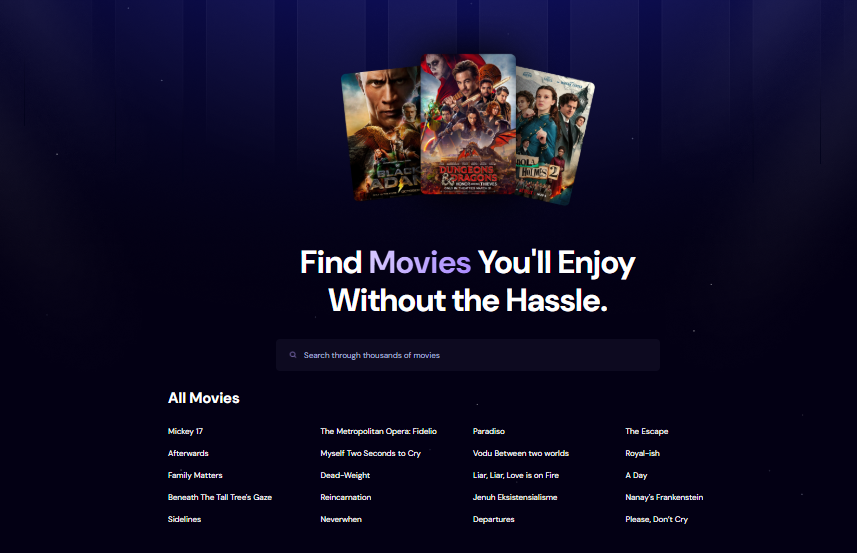 BLACK
ADAM
DUNGEONS
& DRAGONS
HONOR AMONG THIEVES
HOLMES 2
Find Movies You'll Enjoy
Without the Hassle.
Search through thousands of movies
All Movies
Mickey 17
The Metropolitan Opera: Fidelio
Paradiso
The Escape
Afterwards
Myself Two Seconds to Cry
Vodu Between two worlds
Royal-ish
Family Matters
Dead-Weight
Liar, Liar, Love is on Fire
A Day
Beneath The Tall Tree's Gaze
Reincarnation
Jenuh Eksistensialisme
Nanay's Frankenstein
Sidelines
Neverwhen
Departures
Please, Don't Cry